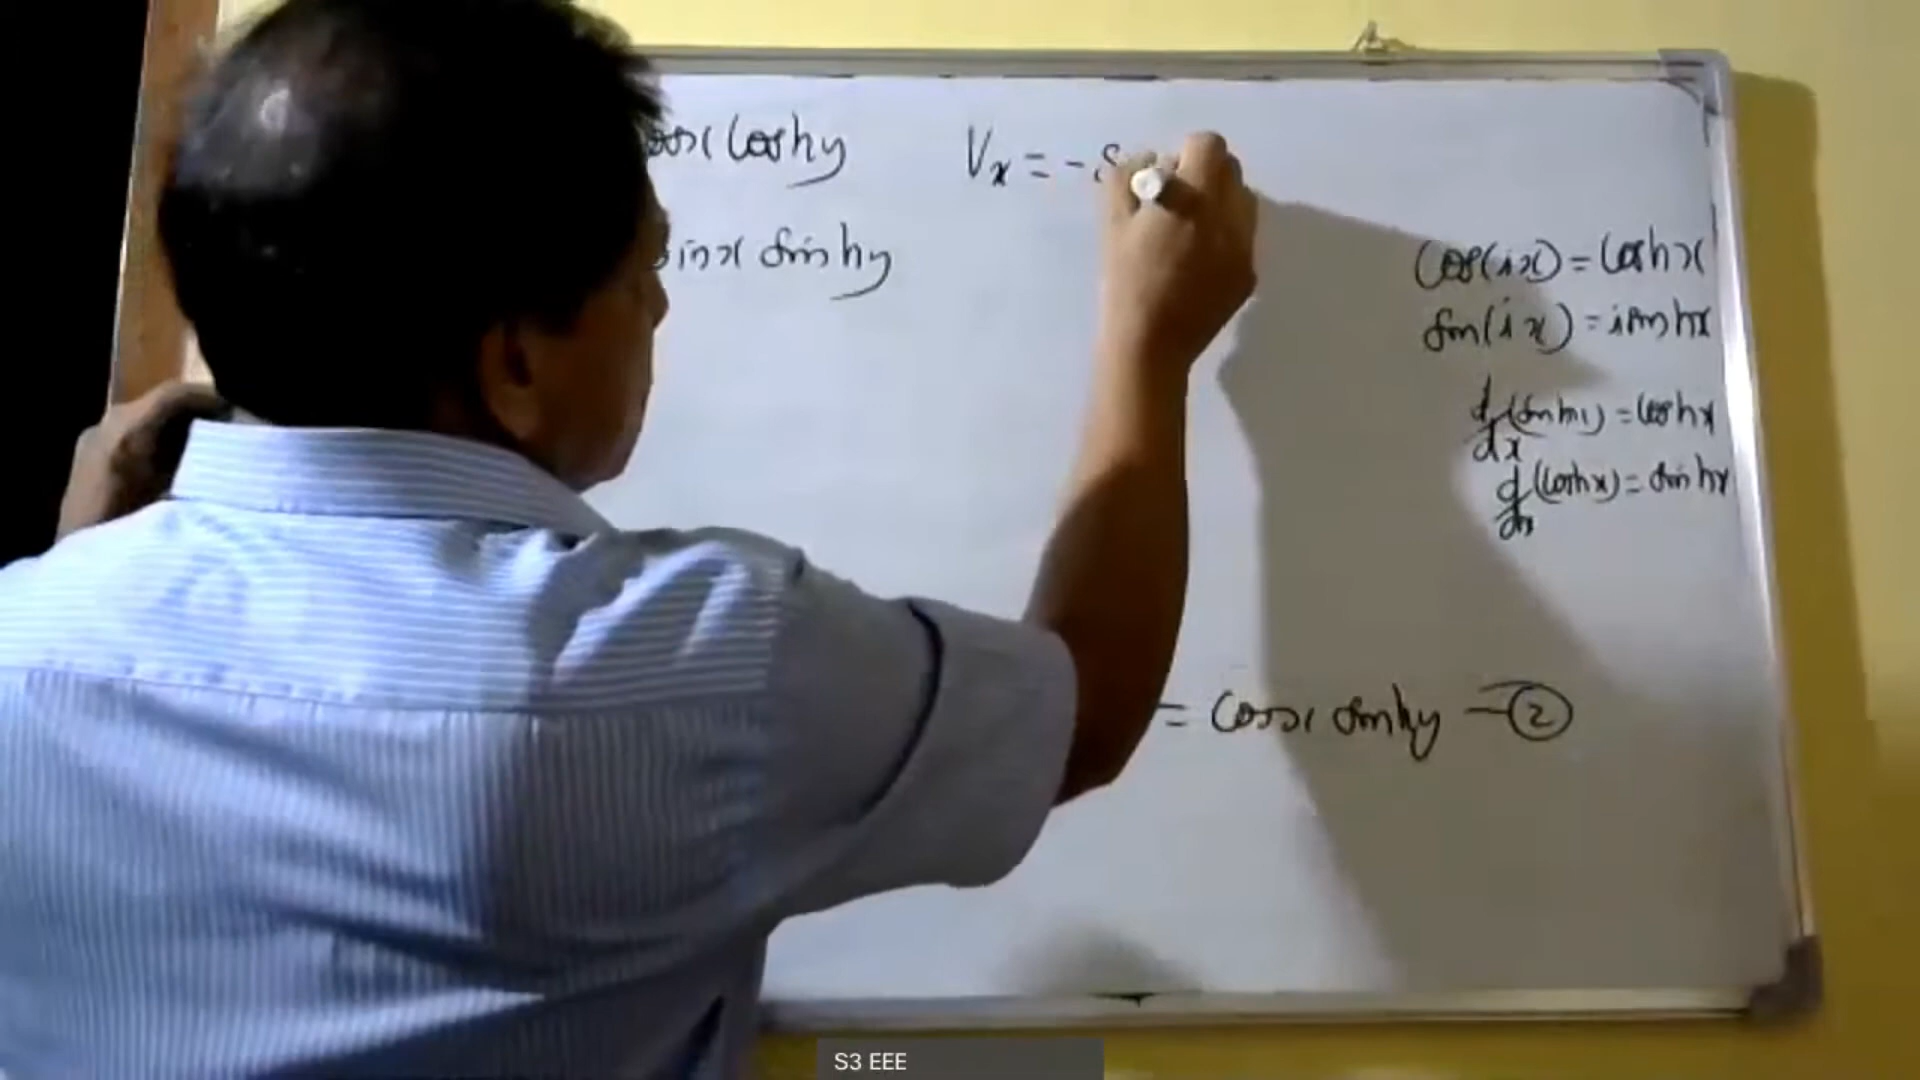 cosx coshy
Vx = - S
sinx sinhy
cos(ix) = coshx
sin(ix) = i sinhx
d/dx (sinhx) = coshx
d/dx (coshx) = sinhx
= cosx sinhy — ②
S3 EEE